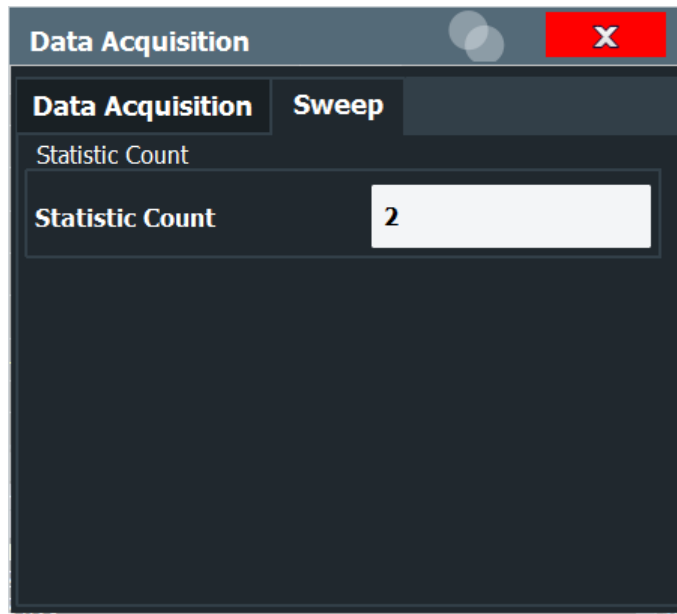 Data Acquisition X
Data Acquisition Sweep
Statistic Count
Statistic Count 2